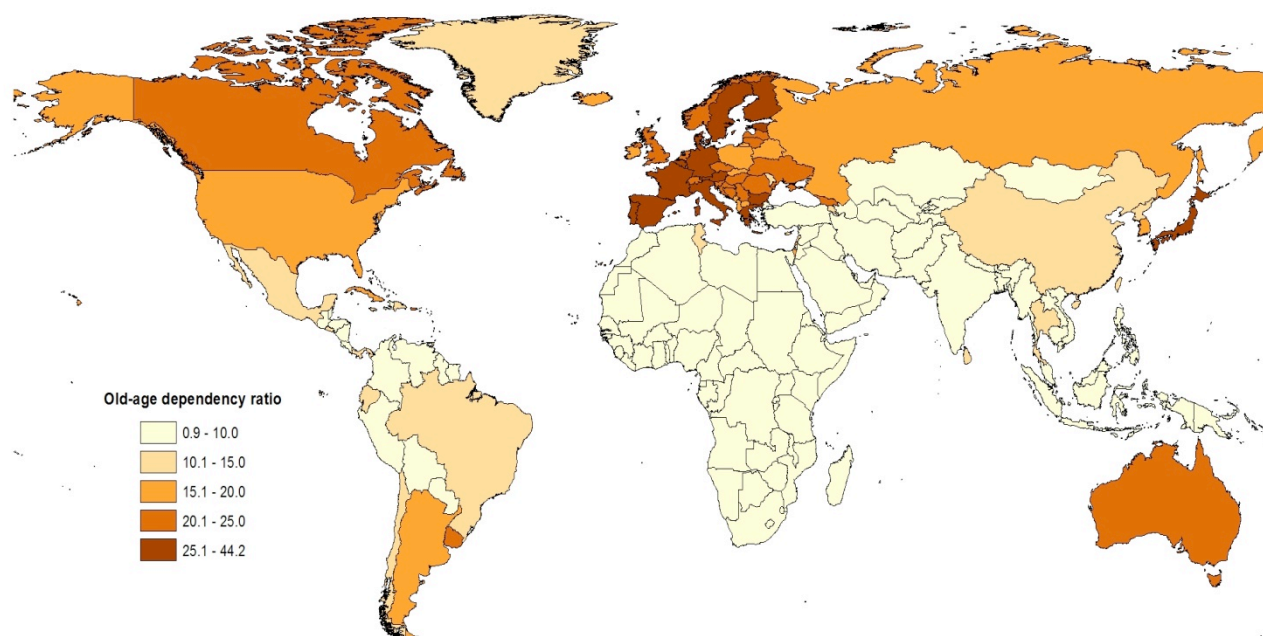 Old-age dependency ratio
0.9 - 10.0
10.1 - 15.0
15.1 - 20.0
20.1 - 25.0
25.1 - 44.2